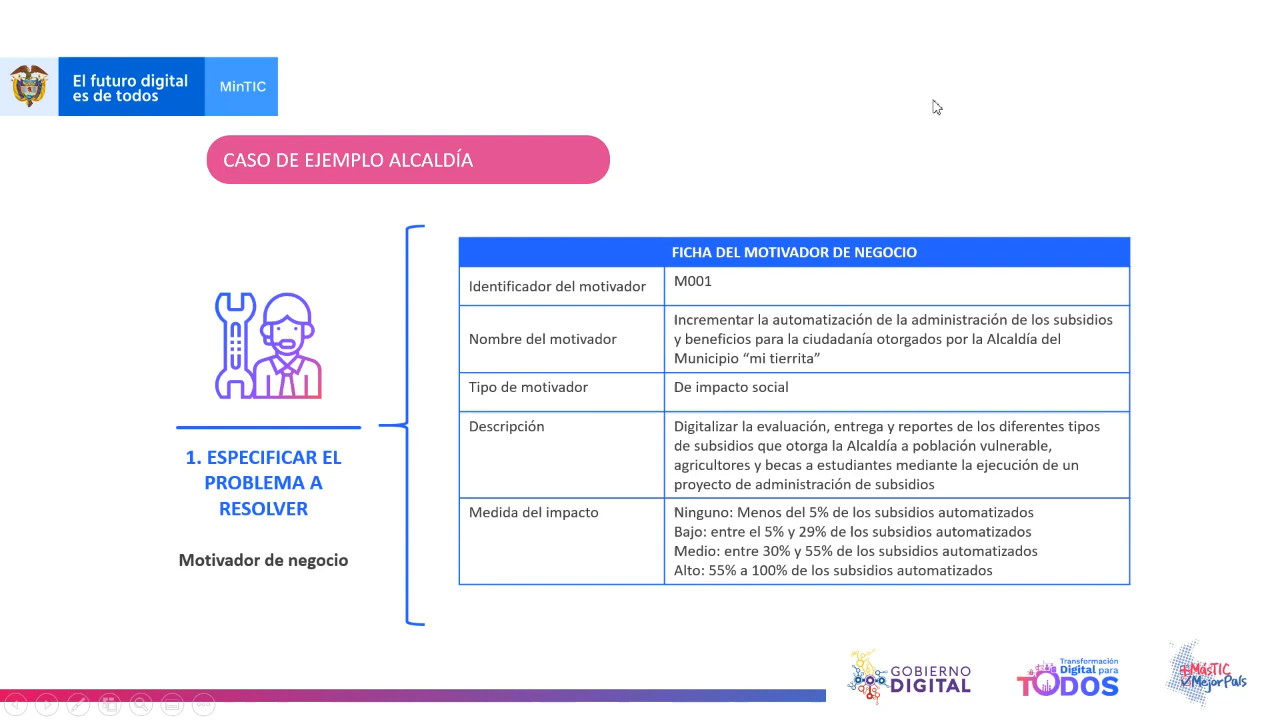 El futuro digital
es de todos
MinTIC
CASO DE EJEMPLO ALCALDÍA
1. ESPECIFICAR EL
PROBLEMA A
RESOLVER
Motivador de negocio
FICHA DEL MOTIVADOR DE NEGOCIO
Identificador del motivador
M001
Nombre del motivador
Incrementar la automatización de la administración de los subsidios
y beneficios para la ciudadanía otorgados por la Alcaldía del
Municipio “mi tierrita”
Tipo de motivador
De impacto social
Descripción
Digitalizar la evaluación, entrega y reportes de los diferentes tipos
de subsidios que otorga la Alcaldía a población vulnerable,
agricultores y becas a estudiantes mediante la ejecución de un
proyecto de administración de subsidios
Medida del impacto
Ninguno: Menos del 5% de los subsidios automatizados
Bajo: entre el 5% y 29% de los subsidios automatizados
Medio: entre 30% y 55% de los subsidios automatizados
Alto: 55% a 100% de los subsidios automatizados
GOBIERNO
DIGITAL
Transformación
Digital para
TODOS
+MásTIC
MejorPaís